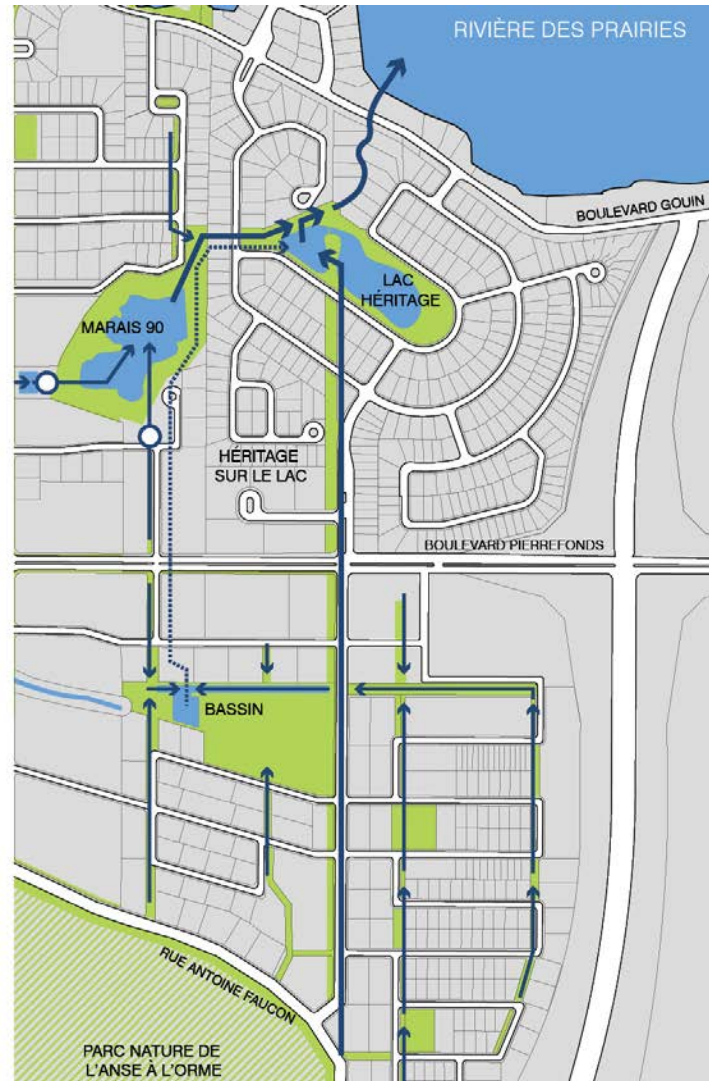 RIVIÈRE DES PRAIRIES
BOULEVARD GOUIN
LAC
HÉRITAGE
MARAIS 90
HÉRITAGE
SUR LE LAC
BOULEVARD PIERREFONDS
BASSIN
RUE ANTOINE FAUCON
PARC NATURE DE
L'ANSE À L'ORME